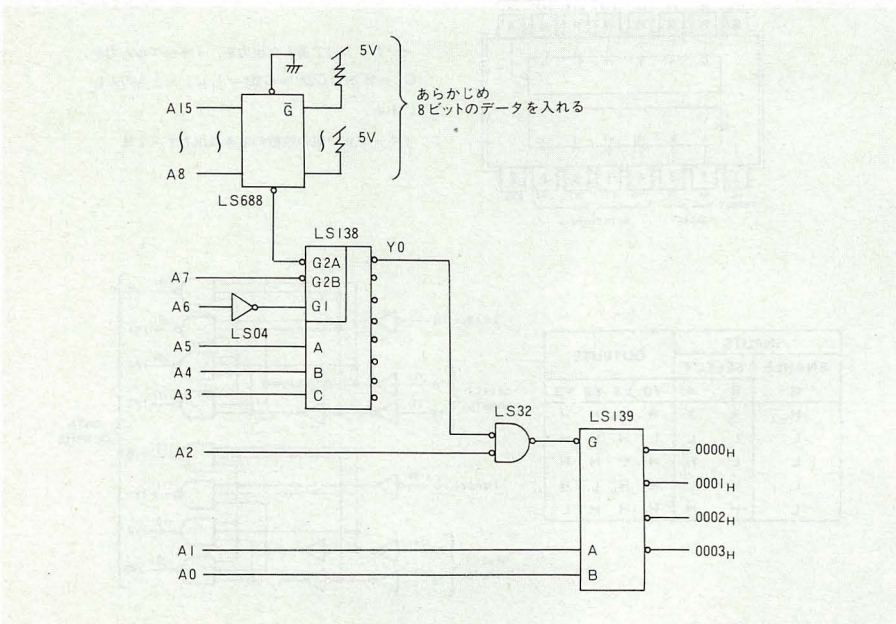 5V
Ḡ
あらかじめ
8ビットのデータを入れる
A15
5V
A8
LS688
LS138
Y0
G2A
A7
G2B
A6
G1
LS04
A5
A
A4
B
A3
C
LS32
LS139
G
0000H
A2
0001H
0002H
A1
A
0003H
A0
B